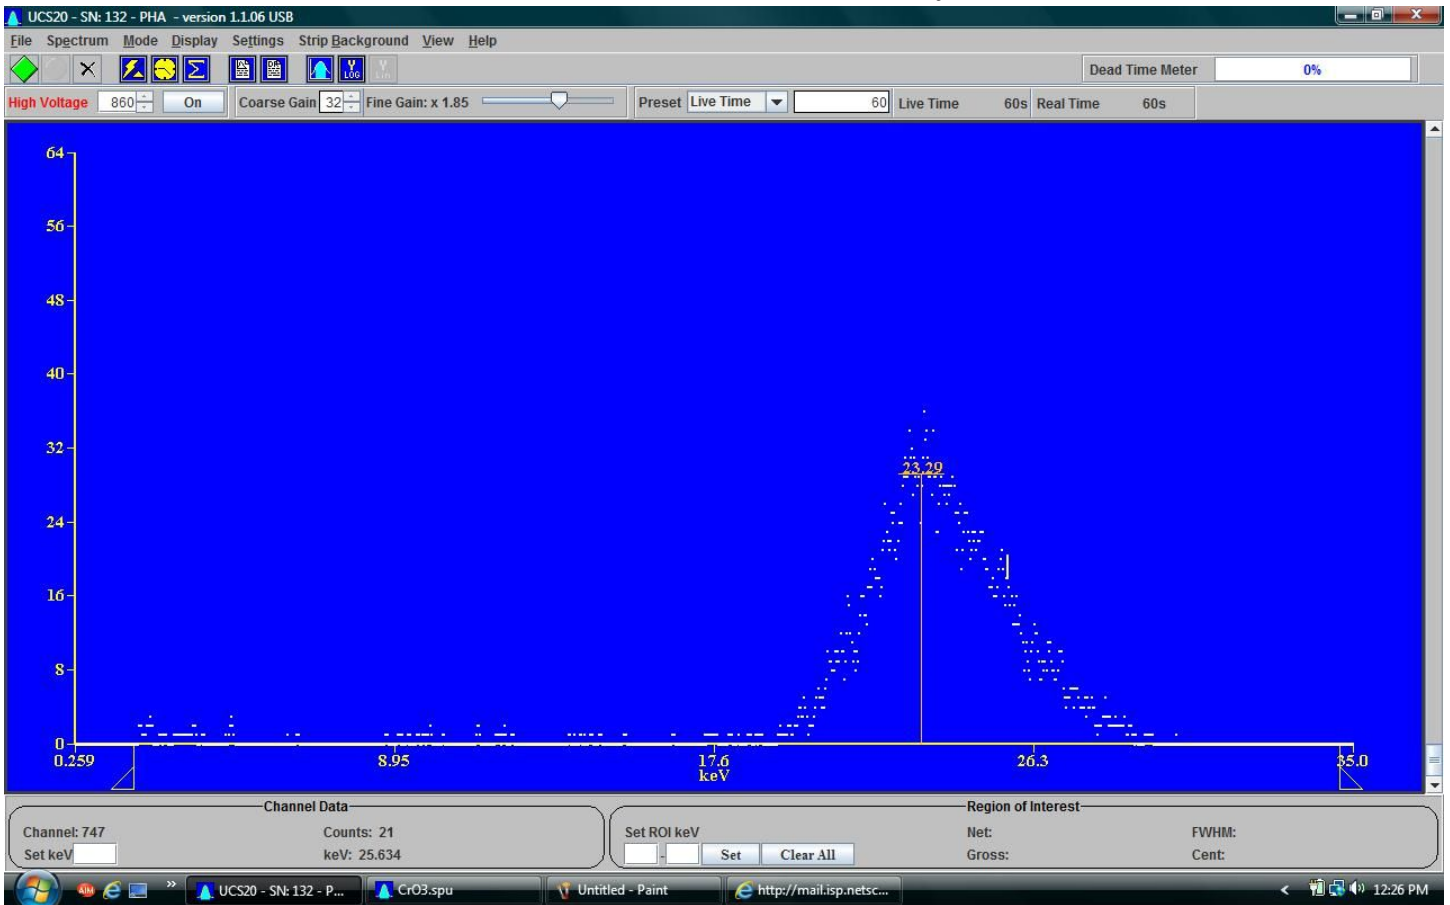 UCS20 - SN: 132 - PHA - version 1.1.06 USB
File Spectrum Mode Display Settings Strip Background View Help
Y LOG Dead Time Meter 0%
High Voltage 860 On Coarse Gain 32 Fine Gain: x 1.85 Preset Live Time 60 Live Time 60s Real Time 60s
64
56
48
40
32
23.29
24
16
8
0
0.259 8.95 17.6 26.3 35.0
keV
Channel Data Region of Interest
Channel: 747 Counts: 21 Set ROI keV Net: FWHM:
Set keV keV: 25.634 - Set Clear All Gross: Cent:
AIM » UCS20 - SN: 132 - P... CrO3.spu Untitled - Paint http://mail.isp.netsc... < 12:26 PM